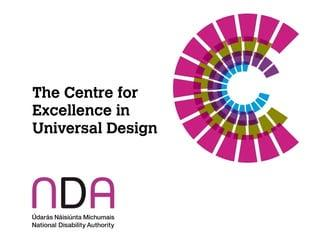 The Centre for
Excellence in
Universal Design
NDA
Údarás Náisiúnta Míchumais
National Disability Authority